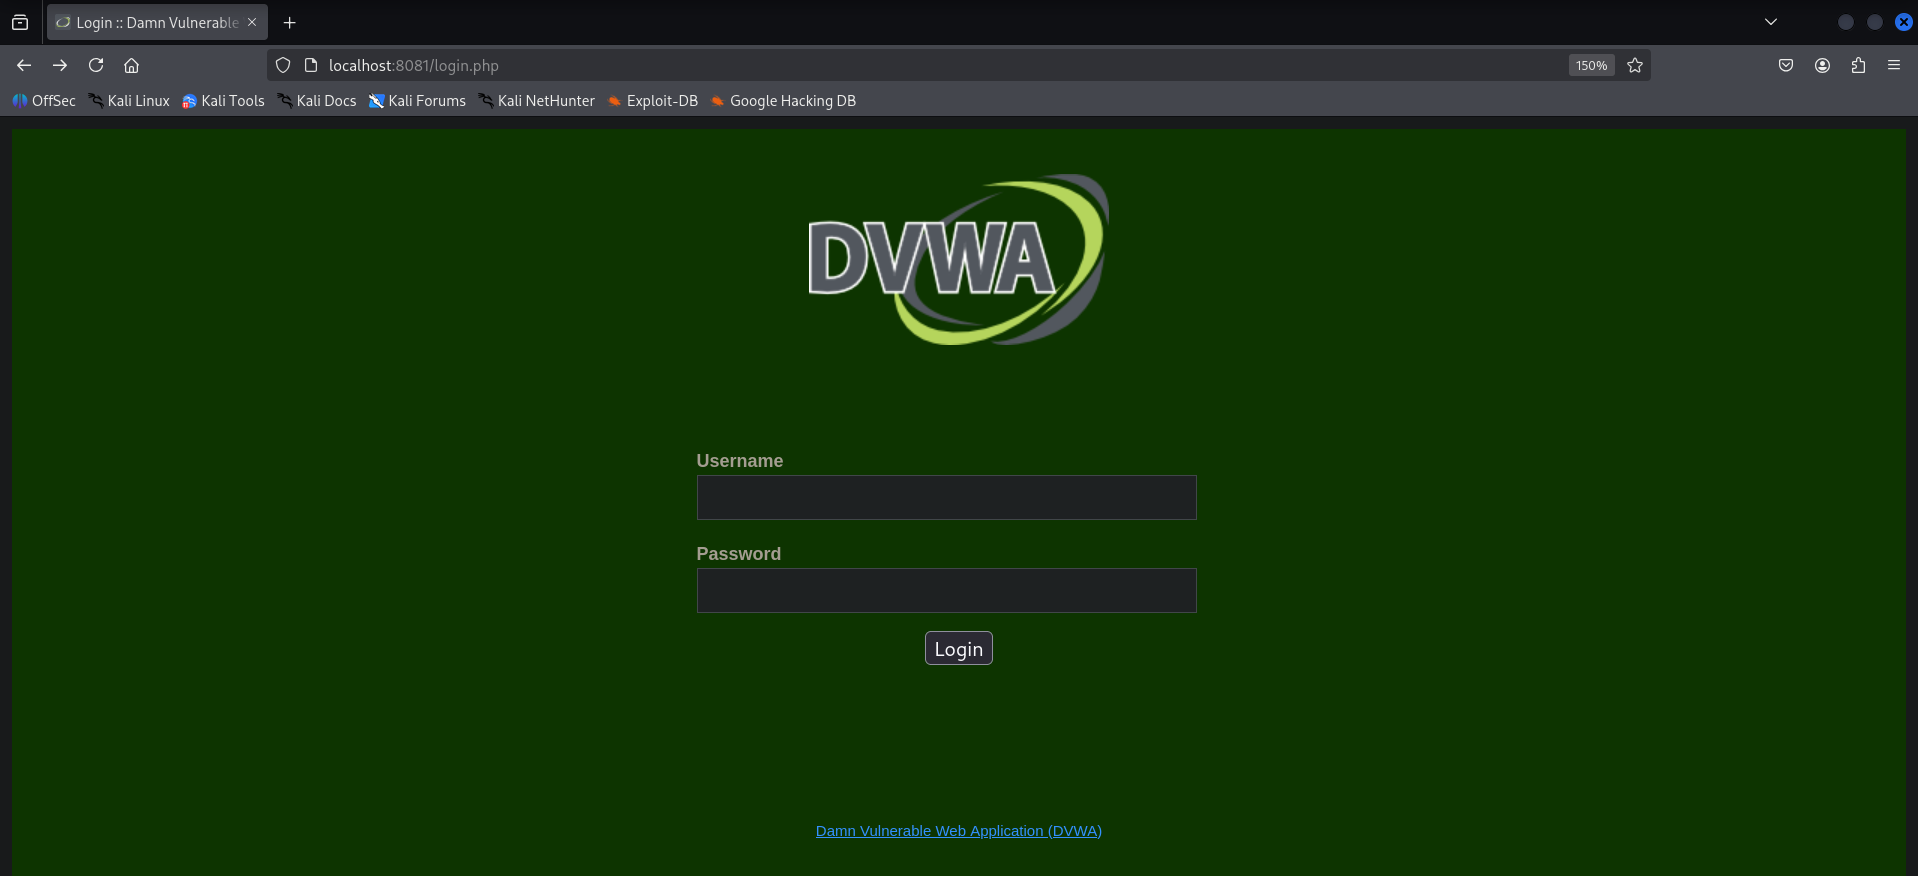 Login :: Damn Vulnerable
localhost:8081/login.php
150%
OffSec Kali Linux Kali Tools Kali Docs Kali Forums Kali NetHunter Exploit-DB Google Hacking DB
DVWA
Username
Password
Login
Damn Vulnerable Web Application (DVWA)